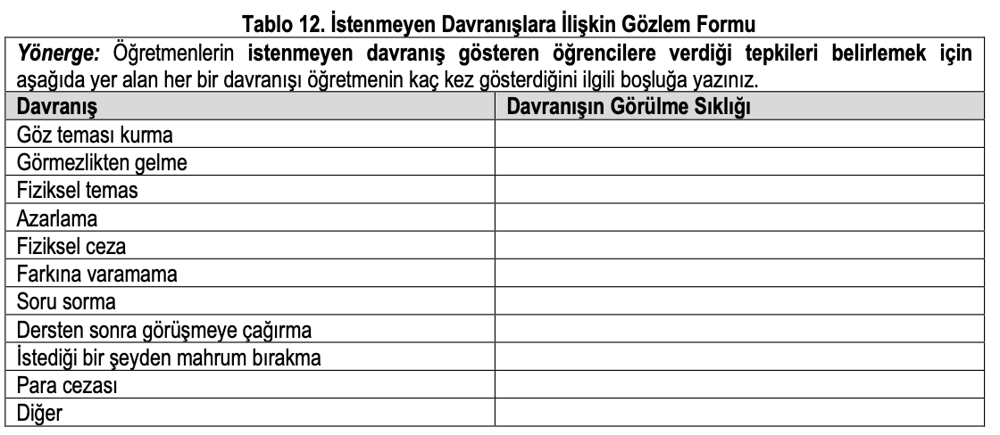 Tablo 12. İstenmeyen Davranışlara İlişkin Gözlem Formu
Yönerge: Öğretmenlerin istenmeyen davranış gösteren öğrencilere verdiği tepkileri belirlemek için
aşağıda yer alan her bir davranışı öğretmenin kaç kez gösterdiğini ilgili boşluğa yazınız.
Davranış Davranışın Görülme Sıklığı
Göz teması kurma
Görmezlikten gelme
Fiziksel temas
Azarlama
Fiziksel ceza
Farkına varamama
Soru sorma
Dersten sonra görüşmeye çağırma
İstediği bir şeyden mahrum bırakma
Para cezası
Diğer